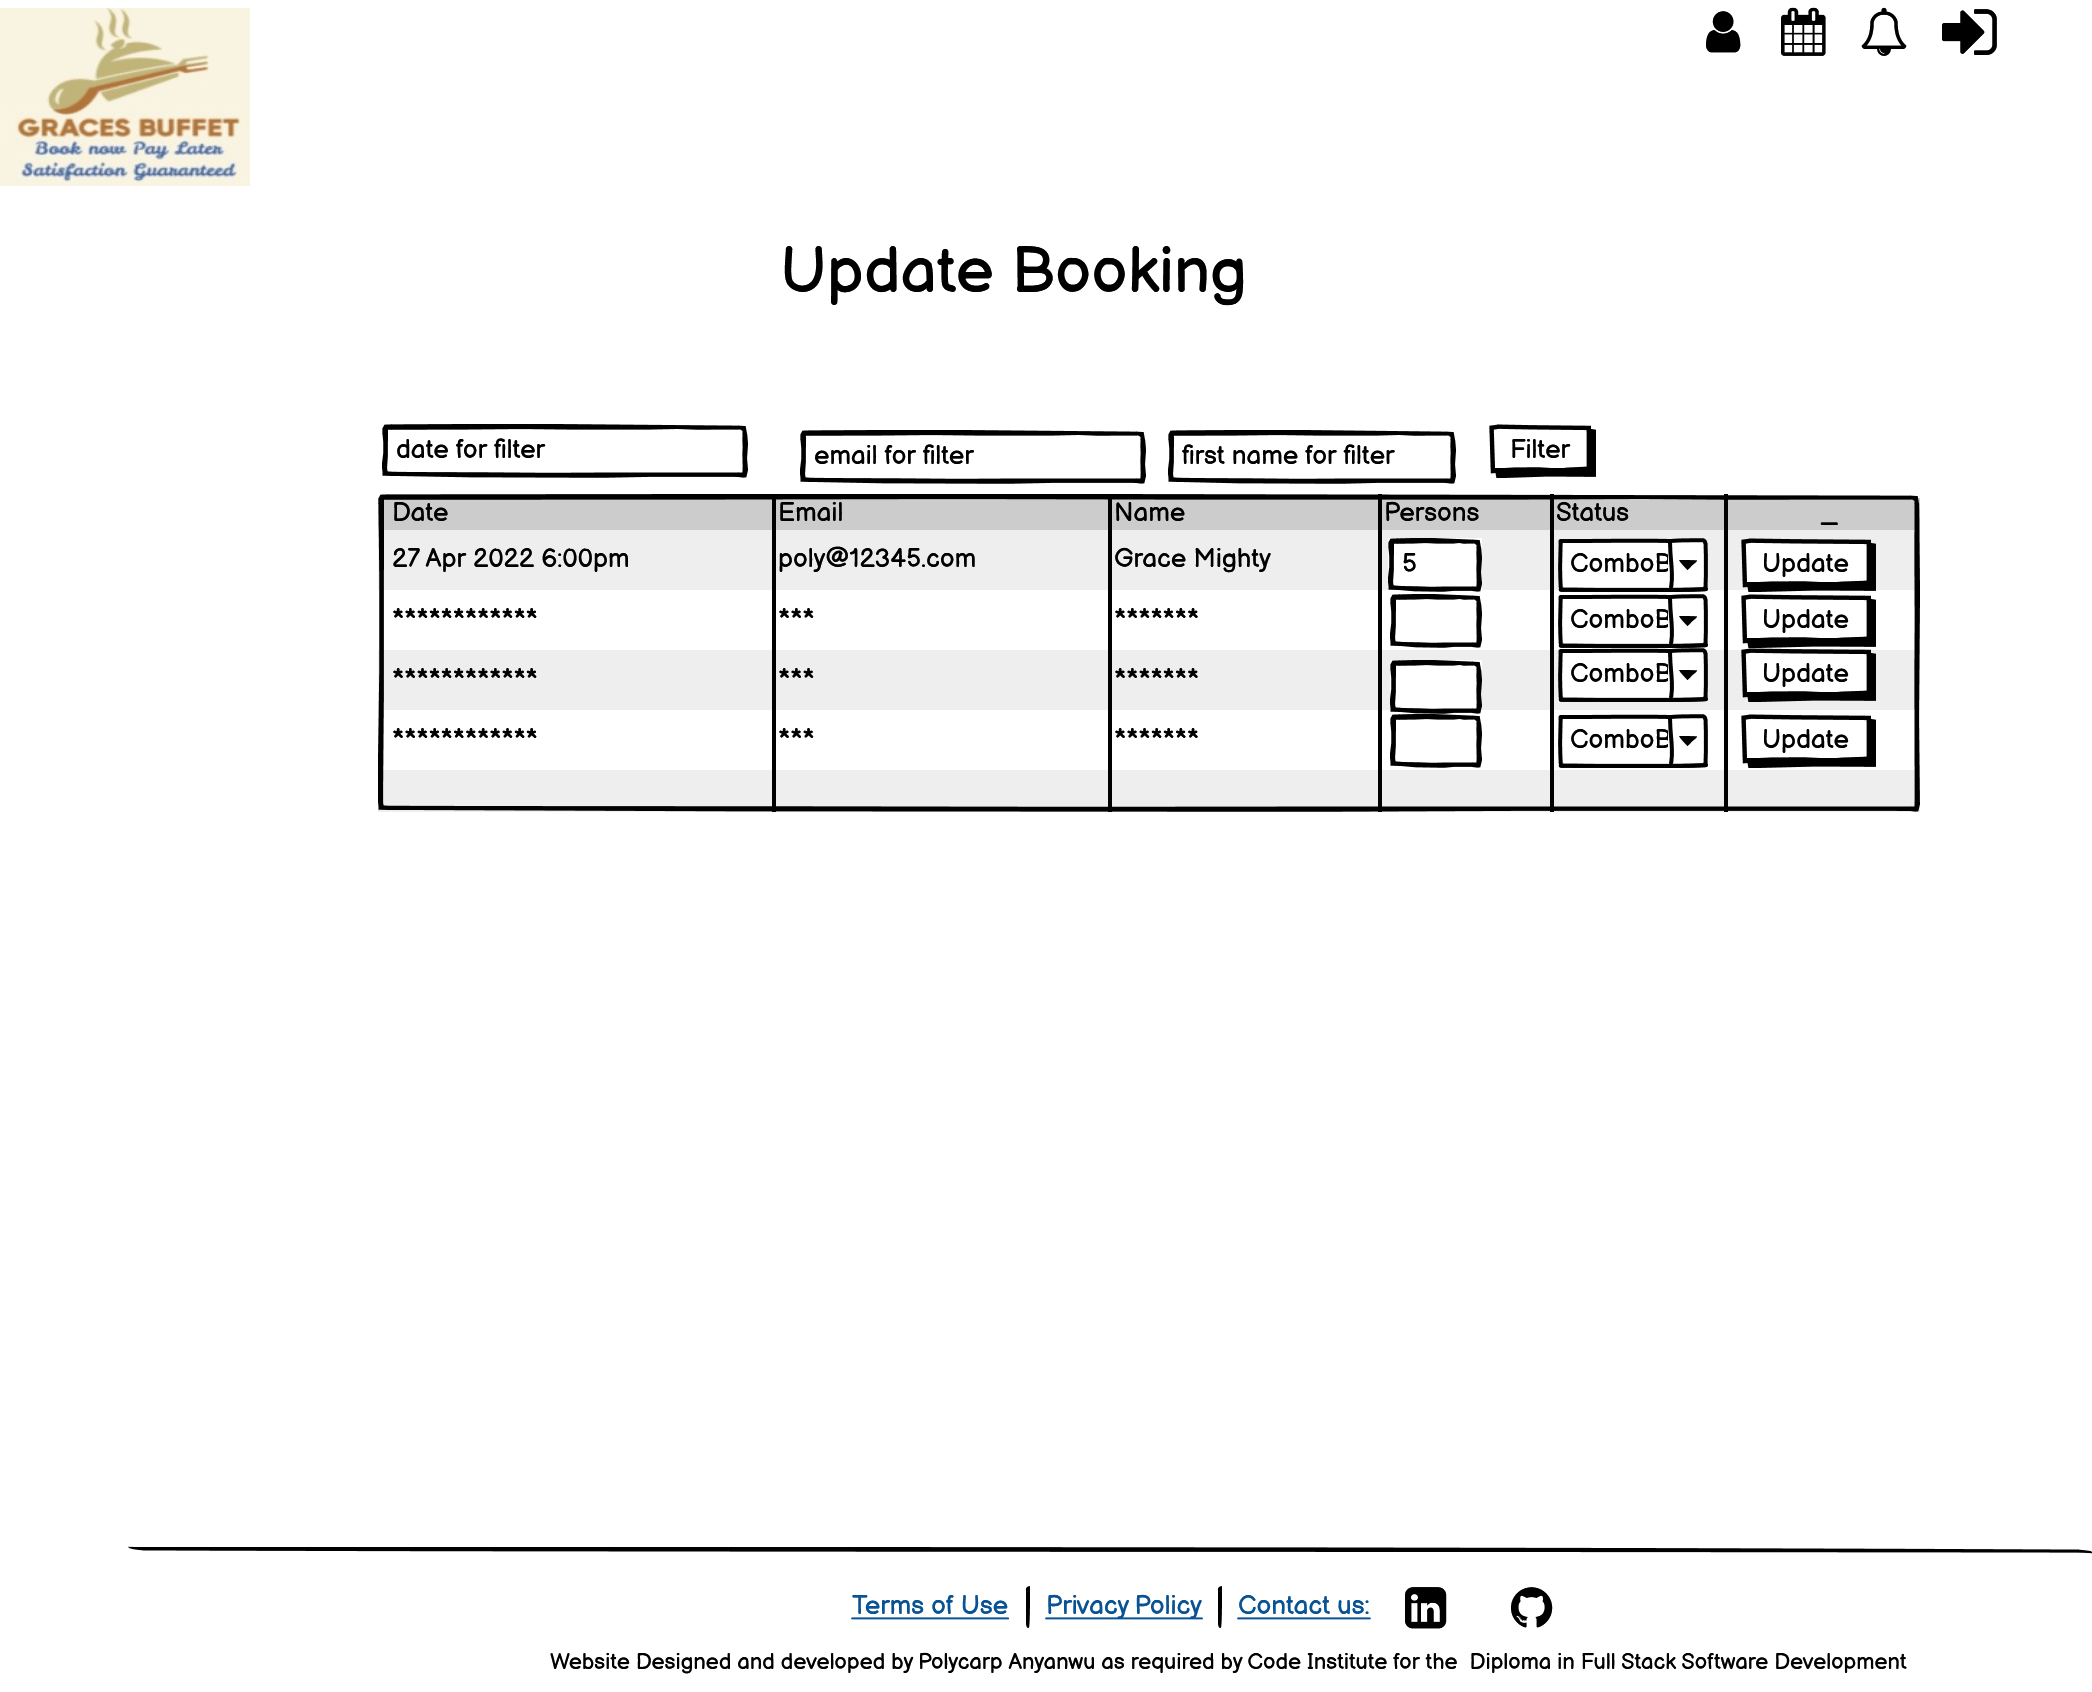 GRACES BUFFET
Book now Pay Later
Satisfaction Guaranteed
Update Booking
date for filter email for filter first name for filter Filter
Date Email Name Persons Status _
27 Apr 2022 6:00pm poly@12345.com Grace Mighty 5 ComboB Update
************ *** ******* ComboB Update
************ *** ******* ComboB Update
************ *** ******* ComboB Update
Terms of Use | Privacy Policy | Contact us: in
Website Designed and developed by Polycarp Anyanwu as required by Code Institute for the Diploma in Full Stack Software Development